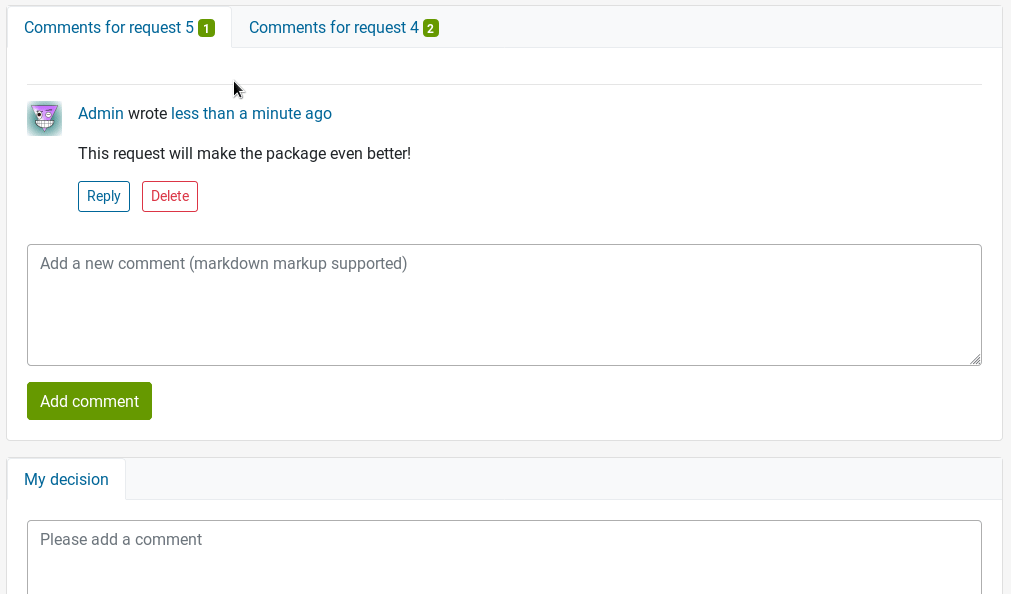 Comments for request 5 1 Comments for request 4 2
Admin wrote less than a minute ago
This request will make the package even better!
Reply Delete
Add a new comment (markdown markup supported)
Add comment
My decision
Please add a comment